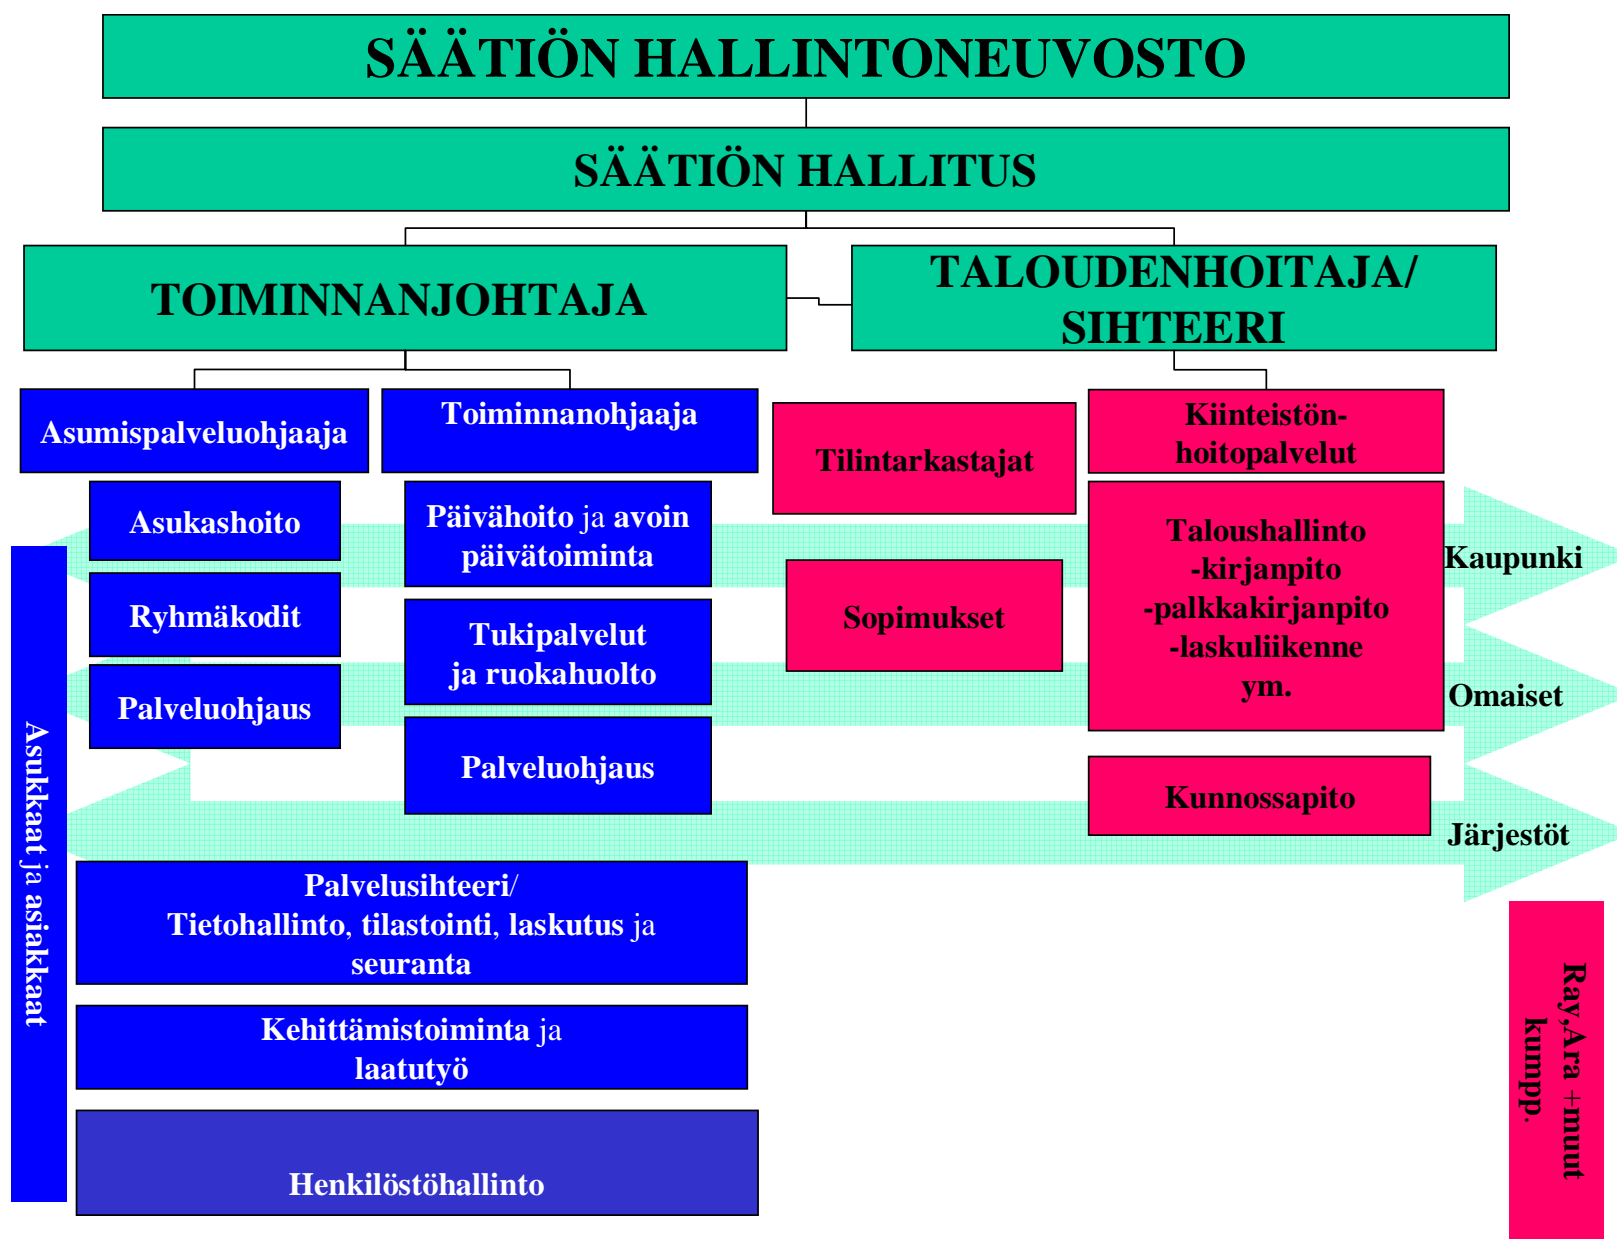 SÄÄTIÖN HALLINTONEUVOSTO
SÄÄTIÖN HALLITUS
TOIMINNANJOHTAJA
TALOUDENHOITAJA/
SIHTEERI
Asumispalveluohjaaja
Toiminnanohjaaja
Tilintarkastajat
Kiinteistön-
hoitopalvelut
Asukashoito
Ryhmäkodit
Palveluohjaus
Päivähoito ja avoin
päivätoiminta
Tukipalvelut
ja ruokahuolto
Palveluohjaus
Sopimukset
Taloushallinto
-kirjanpito
-palkkakirjanpito
-laskuliikenne
ym.
Kunnossapito
Kaupunki
Omaiset
Järjestöt
Asukkaat ja asiakkaat
Palvelusihteeri/
Tietohallinto, tilastointi, laskutus ja
seuranta
Kehittämistoiminta ja
laatutyö
Henkilöstöhallinto
Ray,Ara +muut
kumpp.